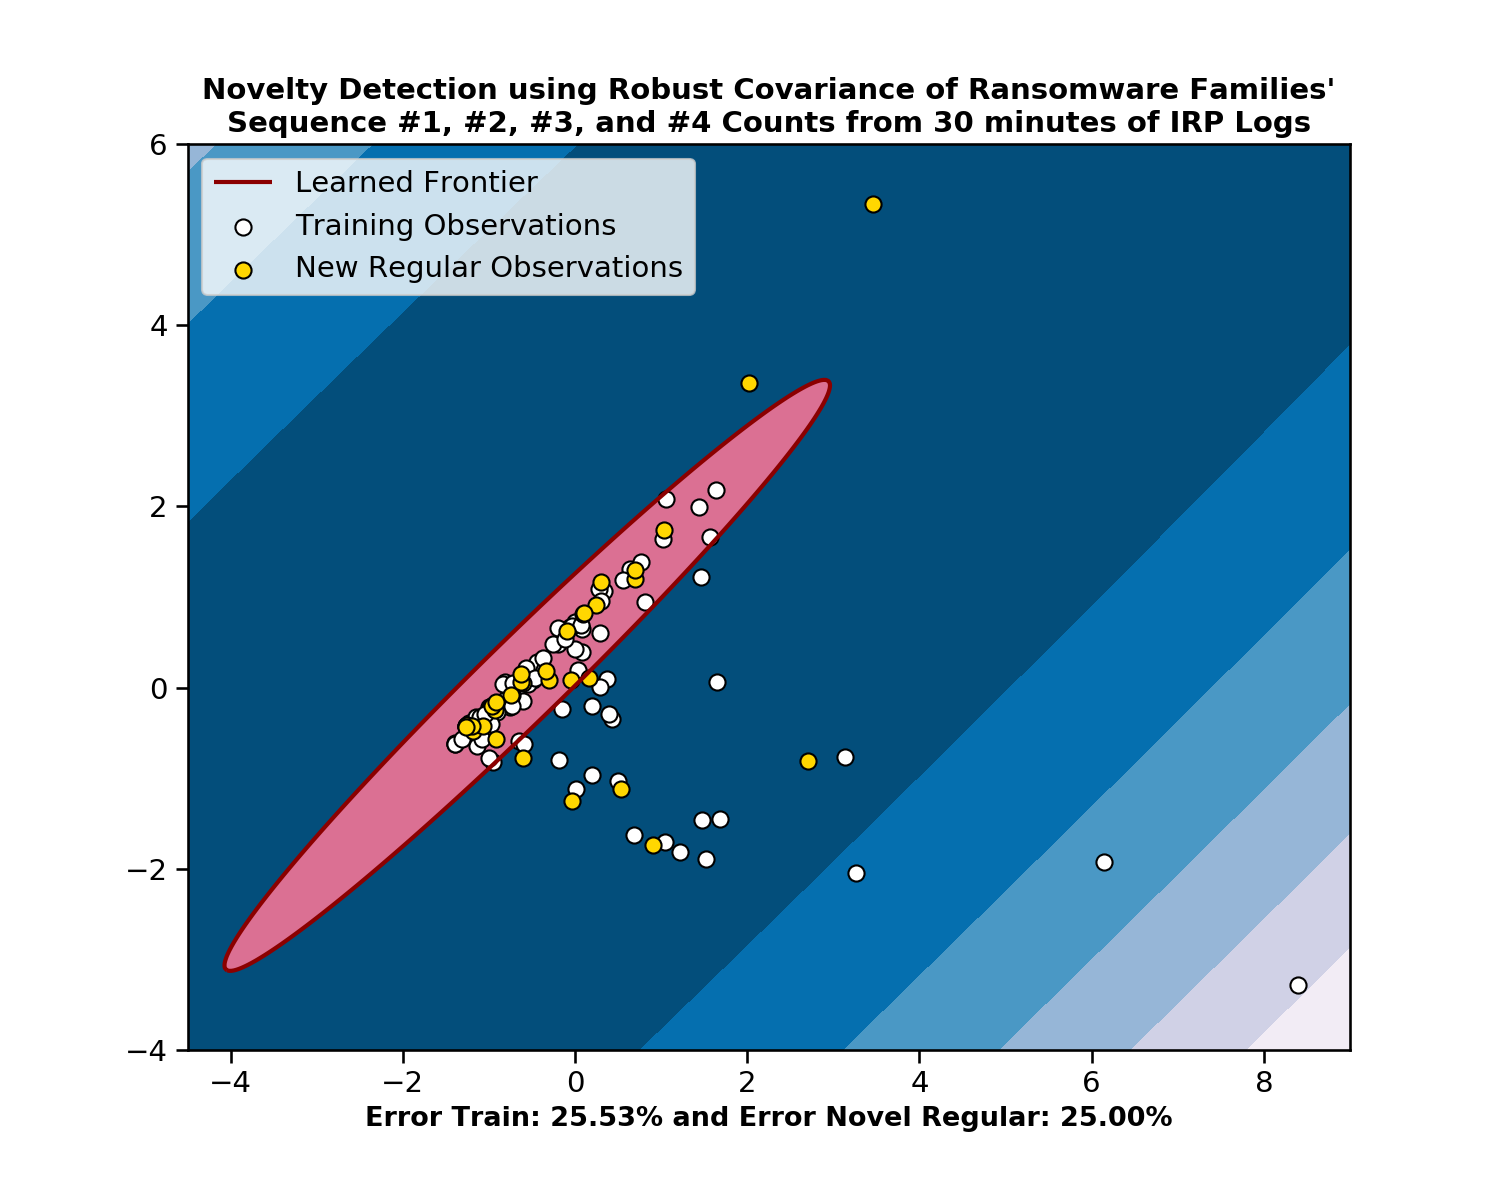 Novelty Detection using Robust Covariance of Ransomware Families'
Sequence #1, #2, #3, and #4 Counts from 30 minutes of IRP Logs
Learned Frontier
Training Observations
New Regular Observations
6
4
2
0
−2
−4
−4 −2 0 2 4 6 8
Error Train: 25.53% and Error Novel Regular: 25.00%